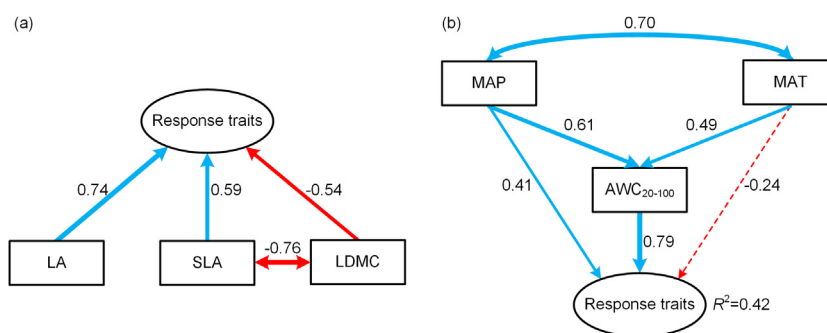 (a)
Response traits
0.74
0.59
-0.54
LA
SLA
-0.76
LDMC
(b)
0.70
MAP
MAT
0.61
0.49
0.41
AWC20-100
-0.24
0.79
Response traits
R²=0.42